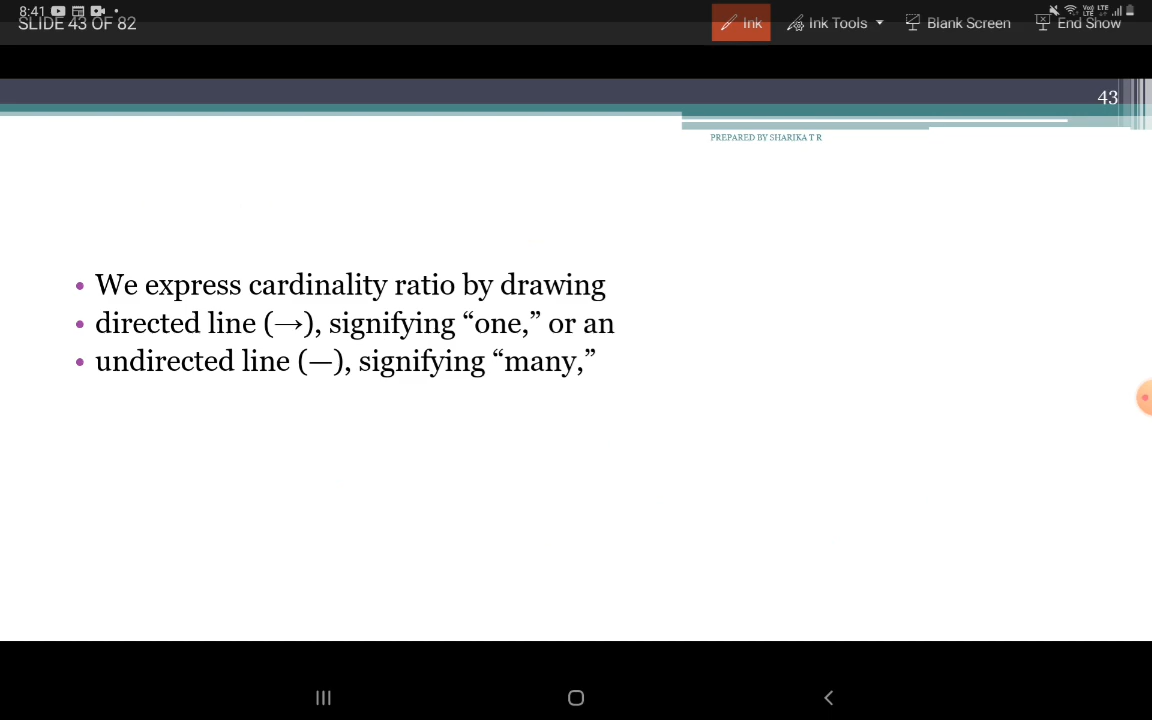 8:41
SLIDE 43 OF 82
Ink
Ink Tools
Blank Screen
End Show
43
PREPARED BY SHARIKA T R
• We express cardinality ratio by drawing
• directed line (→), signifying “one,” or an
• undirected line (—), signifying “many,”